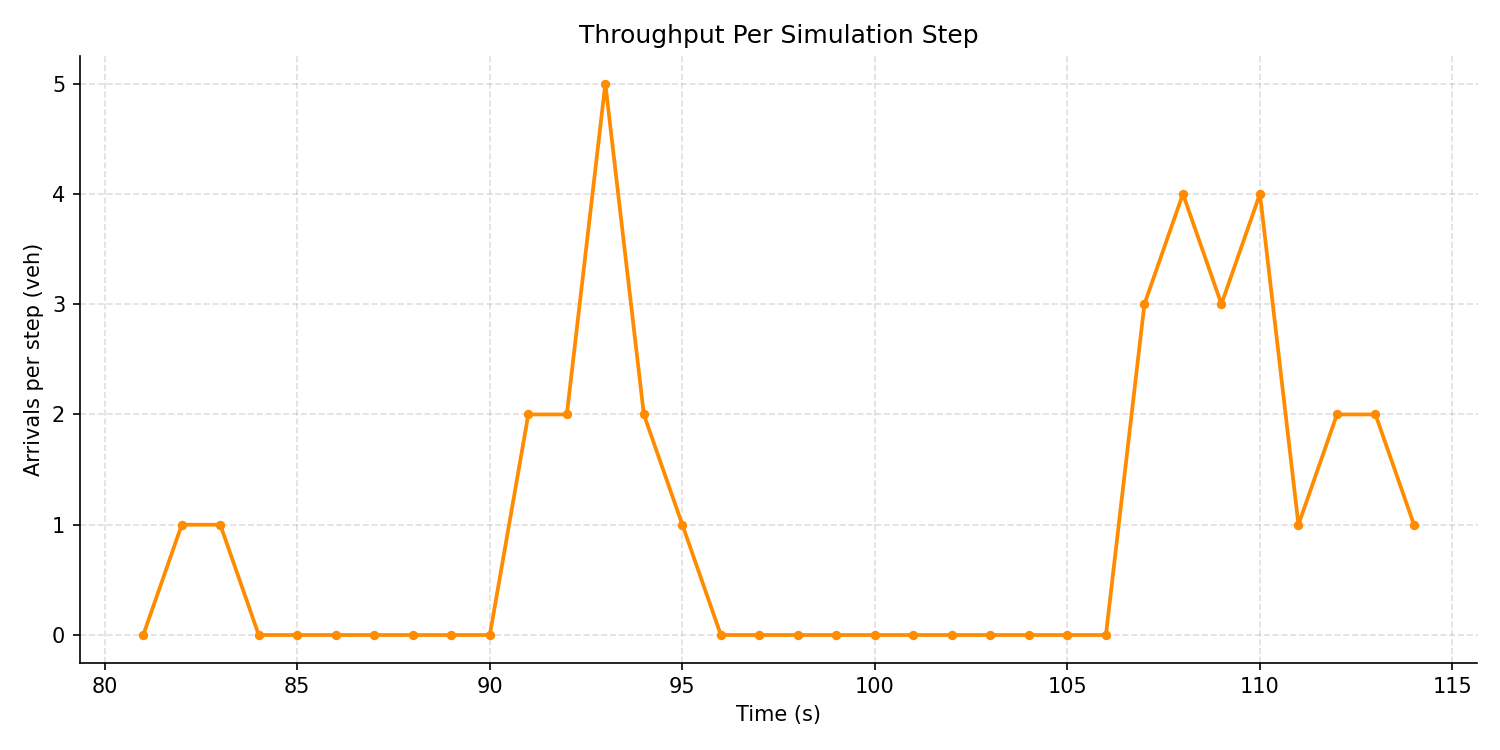 Throughput Per Simulation Step
Arrivals per step (veh)
5
4
3
2
1
0
80 85 90 95 100 105 110 115
Time (s)